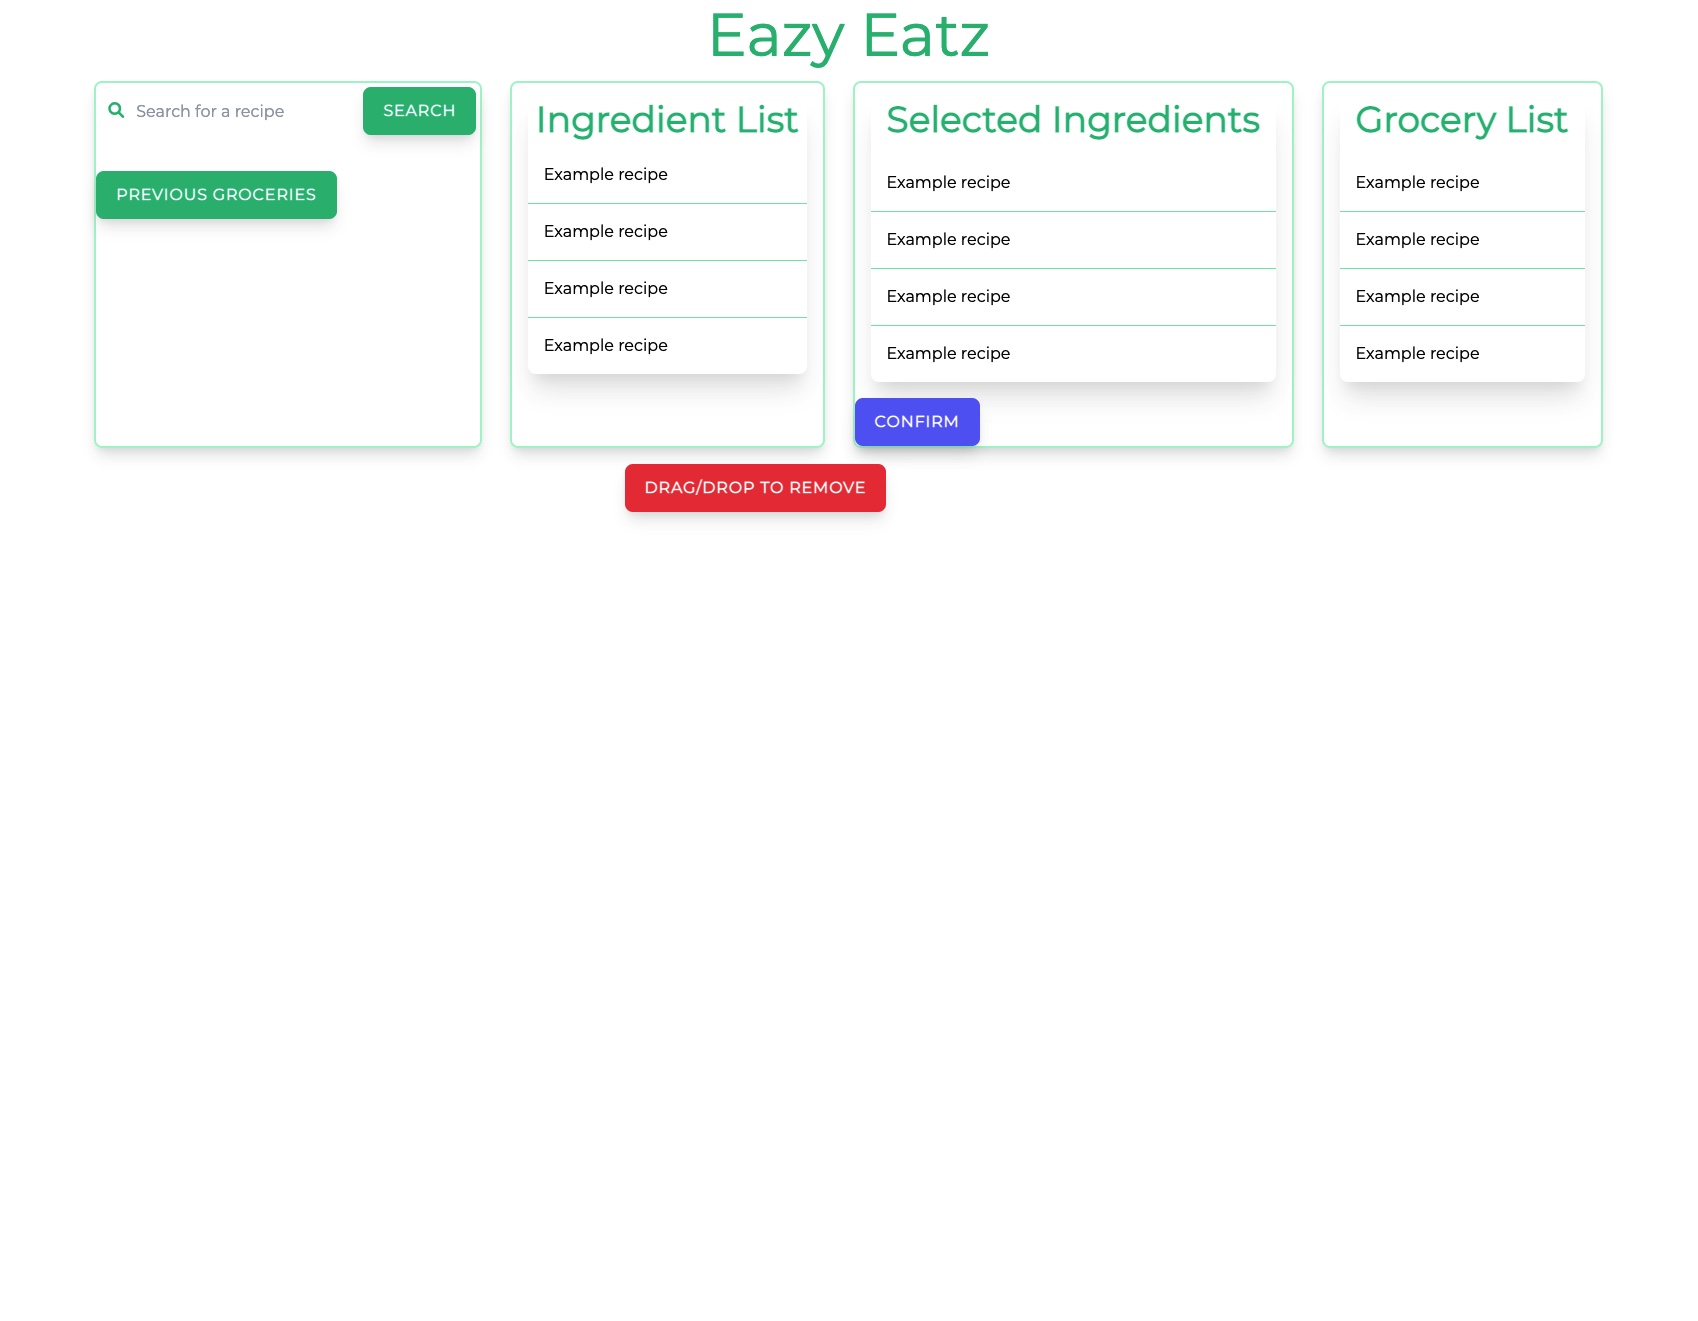 Eazy Eatz
Search for a recipe
SEARCH
PREVIOUS GROCERIES
Ingredient List
Example recipe
Example recipe
Example recipe
Example recipe
Selected Ingredients
Example recipe
Example recipe
Example recipe
Example recipe
CONFIRM
Grocery List
Example recipe
Example recipe
Example recipe
Example recipe
DRAG/DROP TO REMOVE